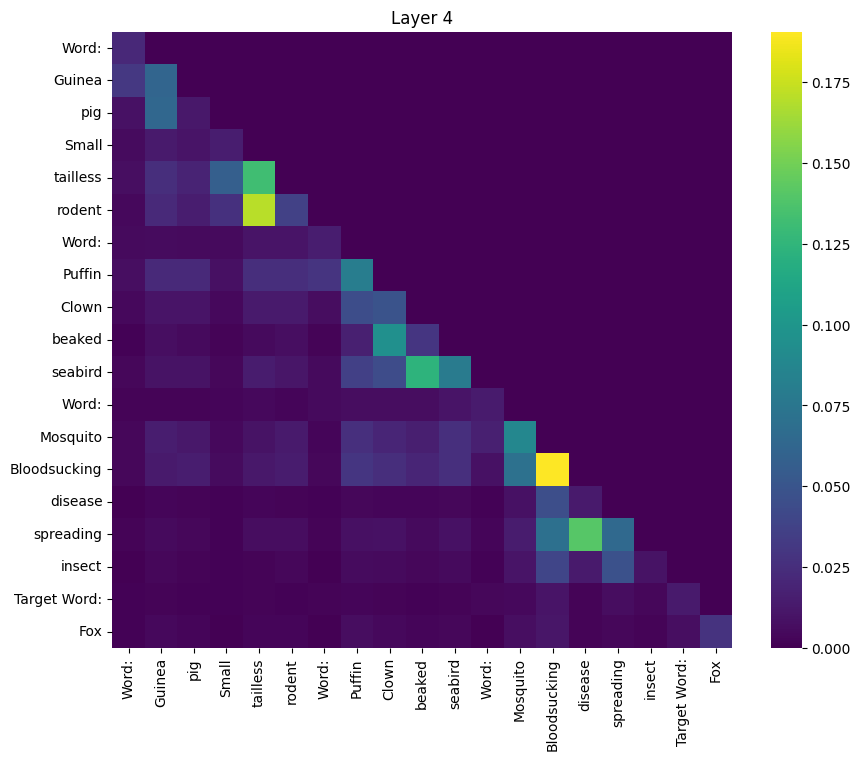 Layer 4
Word:
Guinea
pig
Small
tailless
rodent
Word:
Puffin
Clown
beaked
seabird
Word:
Mosquito
Bloodsucking
disease
spreading
insect
Target Word:
Fox
Word:
Guinea
pig
Small
tailless
rodent
Word:
Puffin
Clown
beaked
seabird
Word:
Mosquito
Bloodsucking
disease
spreading
insect
Target Word:
Fox
0.175
0.150
0.125
0.100
0.075
0.050
0.025
0.000